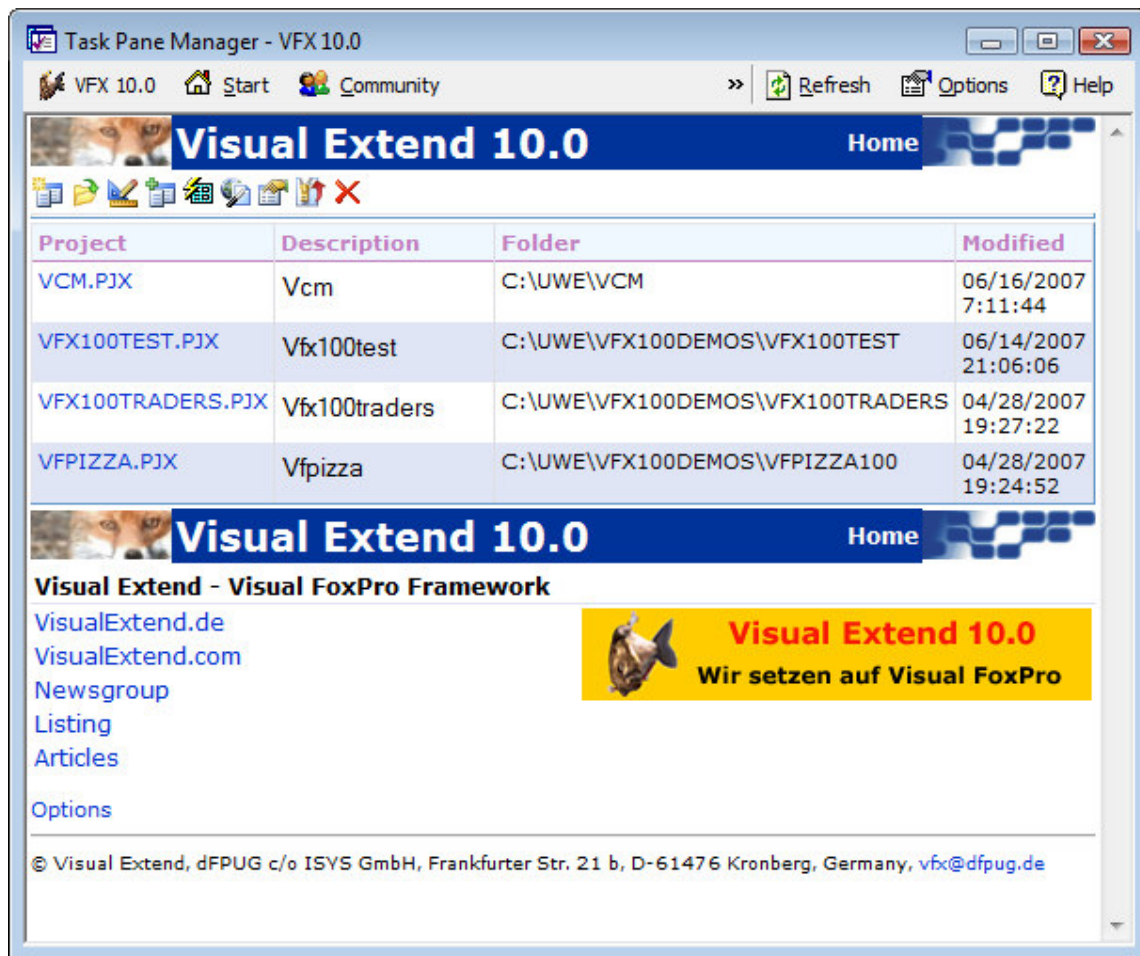 Task Pane Manager - VFX 10.0
VFX 10.0 Start Community » Refresh Options Help
Visual Extend 10.0 Home
Project Description Folder Modified
VCM.PJX Vcm C:\UWE\VCM 06/16/2007
7:11:44
VFX100TEST.PJX Vfx100test C:\UWE\VFX100DEMOS\VFX100TEST 06/14/2007
21:06:06
VFX100TRADERS.PJX Vfx100traders C:\UWE\VFX100DEMOS\VFX100TRADERS 04/28/2007
19:27:22
VFPIZZA.PJX Vfpizza C:\UWE\VFX100DEMOS\VFPIZZA100 04/28/2007
19:24:52
Visual Extend 10.0 Home
Visual Extend - Visual FoxPro Framework
VisualExtend.de
VisualExtend.com
Newsgroup
Listing
Articles
Visual Extend 10.0
Wir setzen auf Visual FoxPro
Options
© Visual Extend, dFPUG c/o ISYS GmbH, Frankfurter Str. 21 b, D-61476 Kronberg, Germany, vfx@dfpug.de